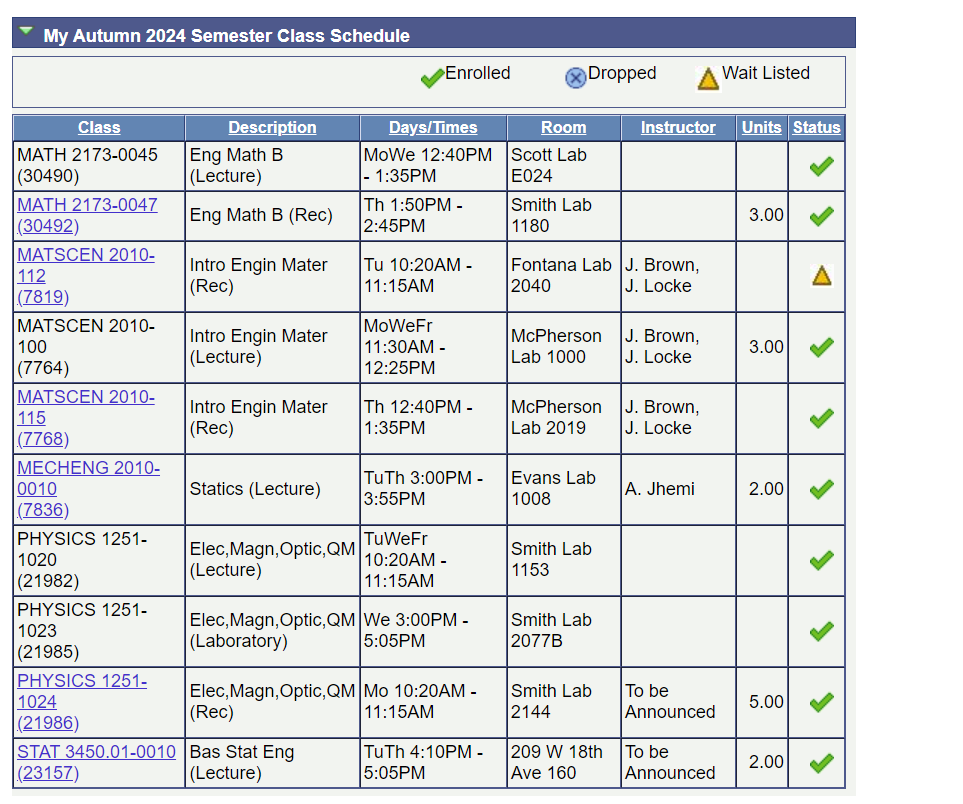 My Autumn 2024 Semester Class Schedule
Enrolled Dropped Wait Listed
Class Description Days/Times Room Instructor Units Status
MATH 2173-0045
(30490)
Eng Math B
(Lecture)
MoWe 12:40PM
- 1:35PM
Scott Lab
E024
MATH 2173-0047
(30492)
Eng Math B (Rec)
Th 1:50PM -
2:45PM
Smith Lab
1180
3.00
MATSCEN 2010-
112
(7819)
Intro Engin Mater
(Rec)
Tu 10:20AM -
11:15AM
Fontana Lab
2040
J. Brown,
J. Locke
MATSCEN 2010-
100
(7764)
Intro Engin Mater
(Lecture)
MoWeFr
11:30AM -
12:25PM
McPherson
Lab 1000
J. Brown,
J. Locke
3.00
MATSCEN 2010-
115
(7768)
Intro Engin Mater
(Rec)
Th 12:40PM -
1:35PM
McPherson
Lab 2019
J. Brown,
J. Locke
MECHENG 2010-
0010
(7836)
Statics (Lecture)
TuTh 3:00PM -
3:55PM
Evans Lab
1008
A. Jhemi
2.00
PHYSICS 1251-
1020
(21982)
Elec,Magn,Optic,QM
(Lecture)
TuWeFr
10:20AM -
11:15AM
Smith Lab
1153
PHYSICS 1251-
1023
(21985)
Elec,Magn,Optic,QM
(Laboratory)
We 3:00PM -
5:05PM
Smith Lab
2077B
PHYSICS 1251-
1024
(21986)
Elec,Magn,Optic,QM
(Rec)
Mo 10:20AM -
11:15AM
Smith Lab
2144
To be
Announced
5.00
STAT 3450.01-0010
(23157)
Bas Stat Eng
(Lecture)
TuTh 4:10PM -
5:05PM
209 W 18th
Ave 160
To be
Announced
2.00